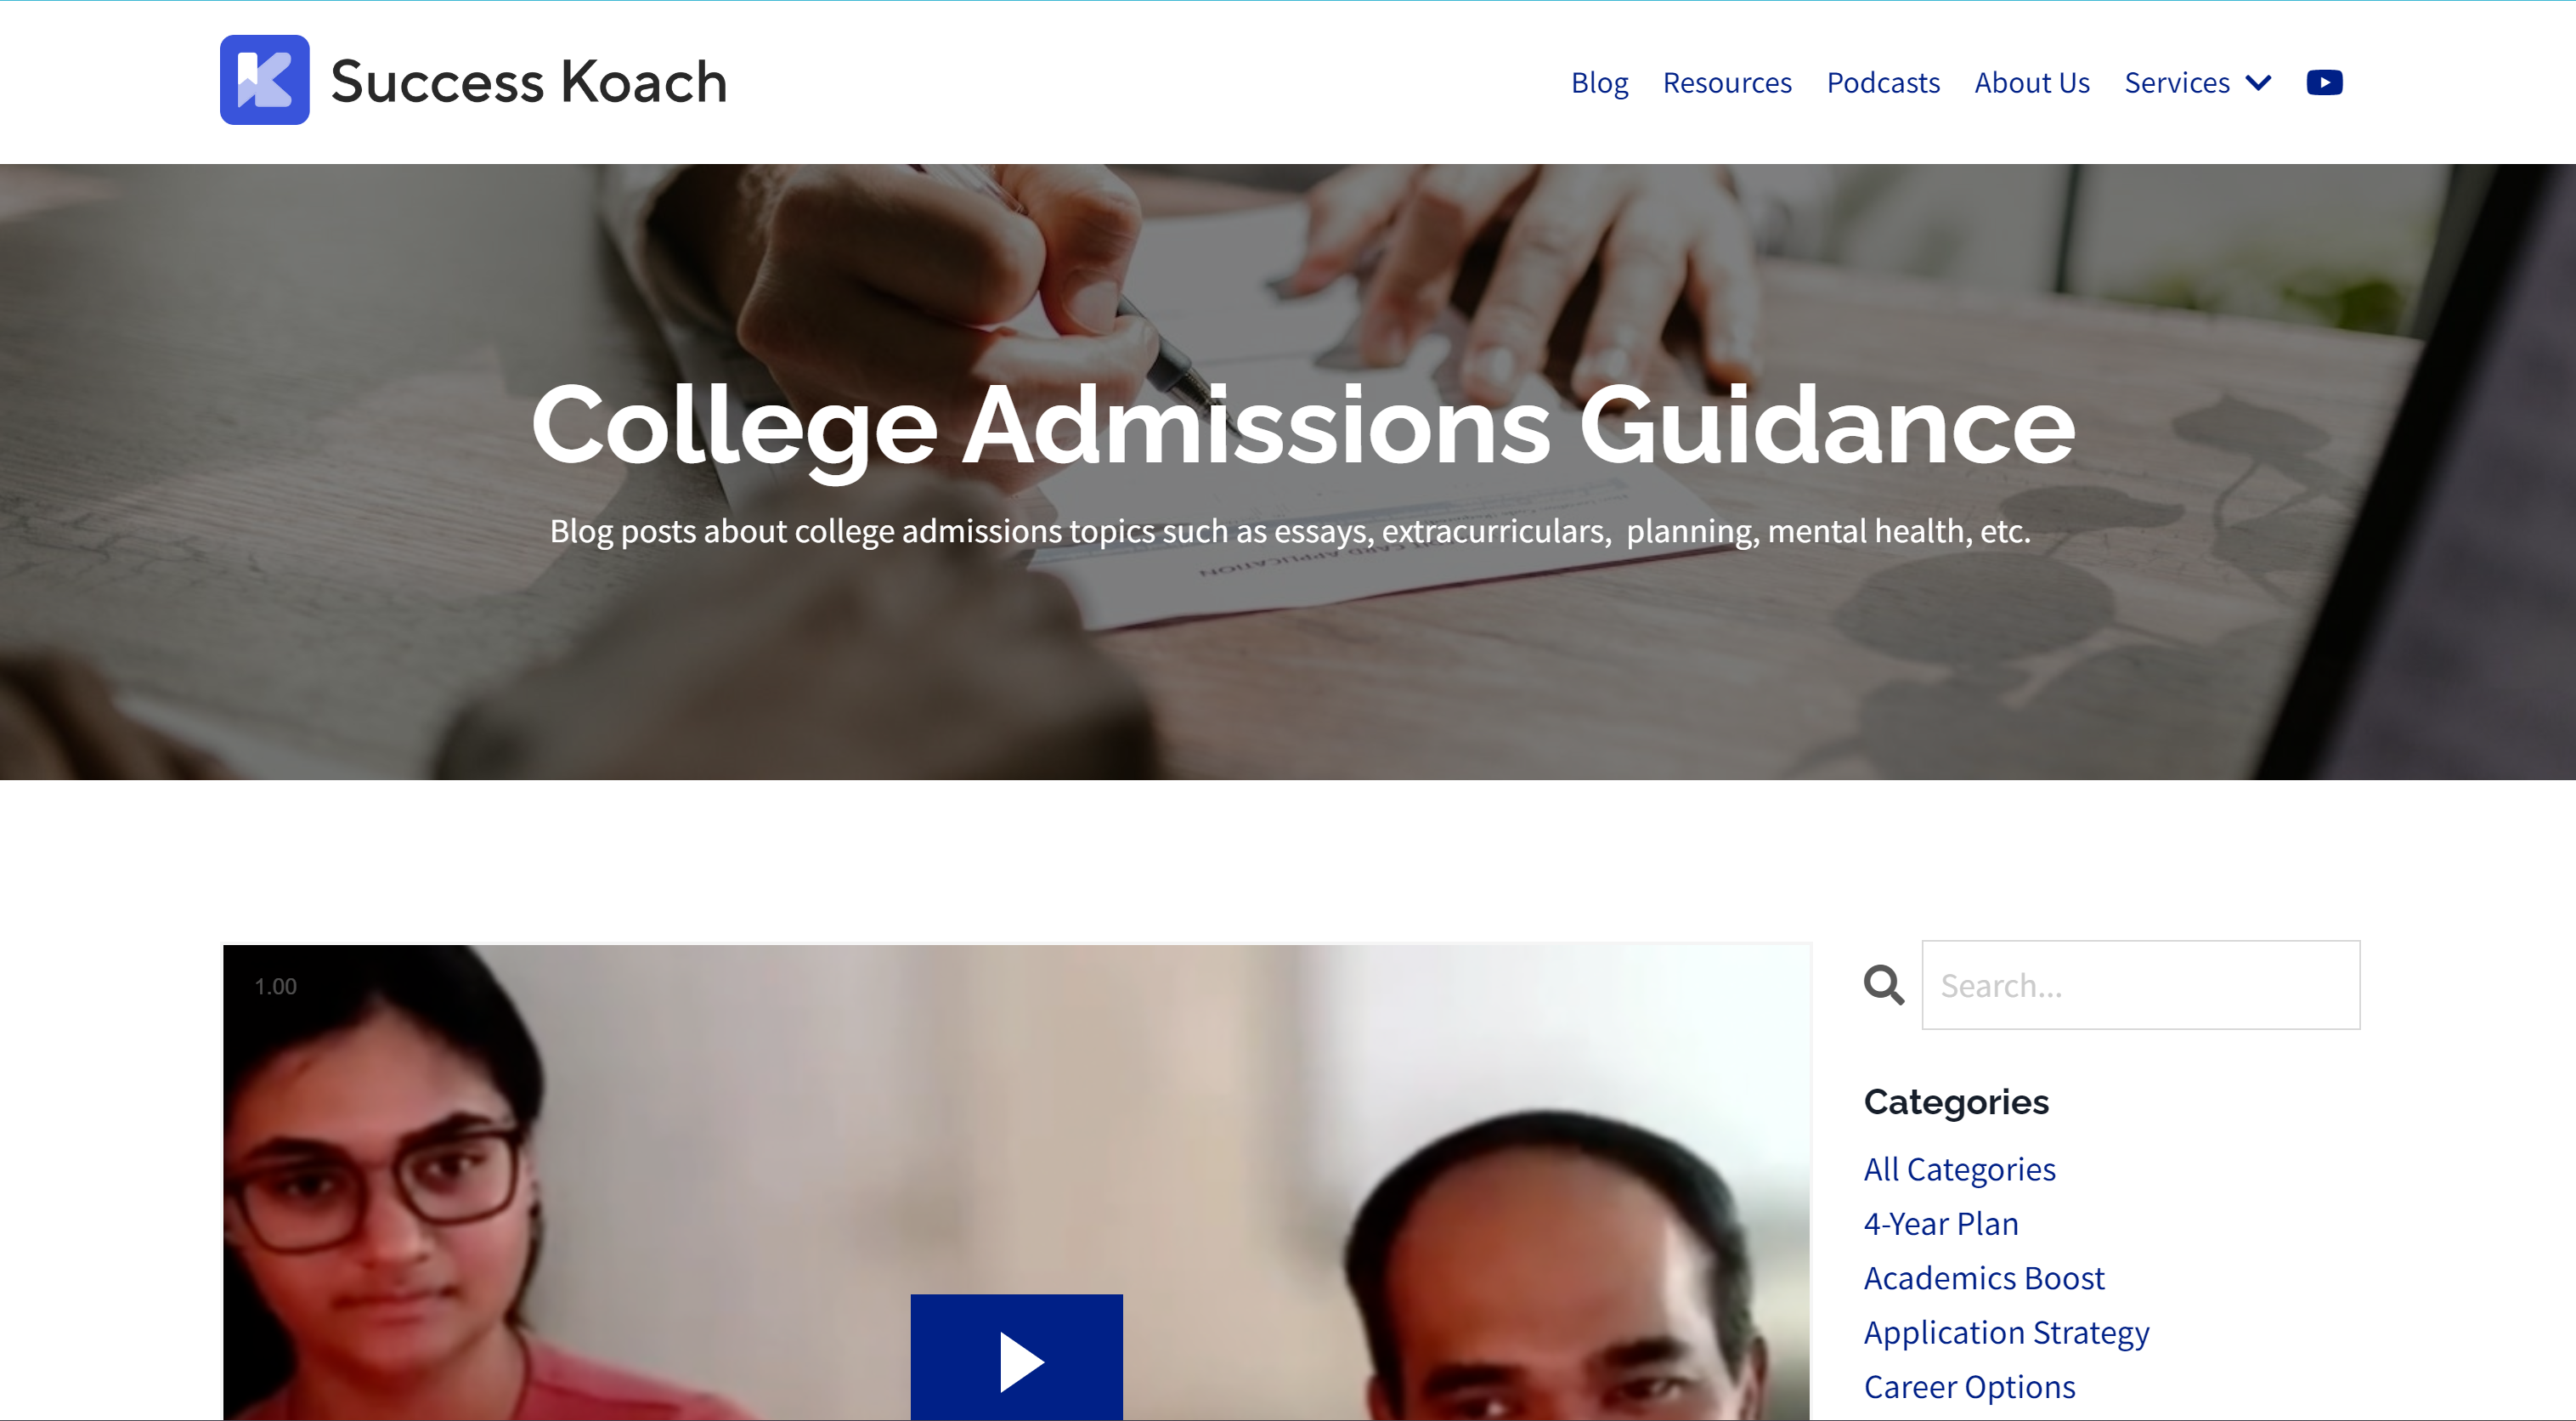 Success Koach
Blog Resources Podcasts About Us Services
College Admissions Guidance
Blog posts about college admissions topics such as essays, extracurriculars, planning, mental health, etc.
CARD APPLICATION
1.00
Search...
Categories
All Categories
4-Year Plan
Academics Boost
Application Strategy
Career Options